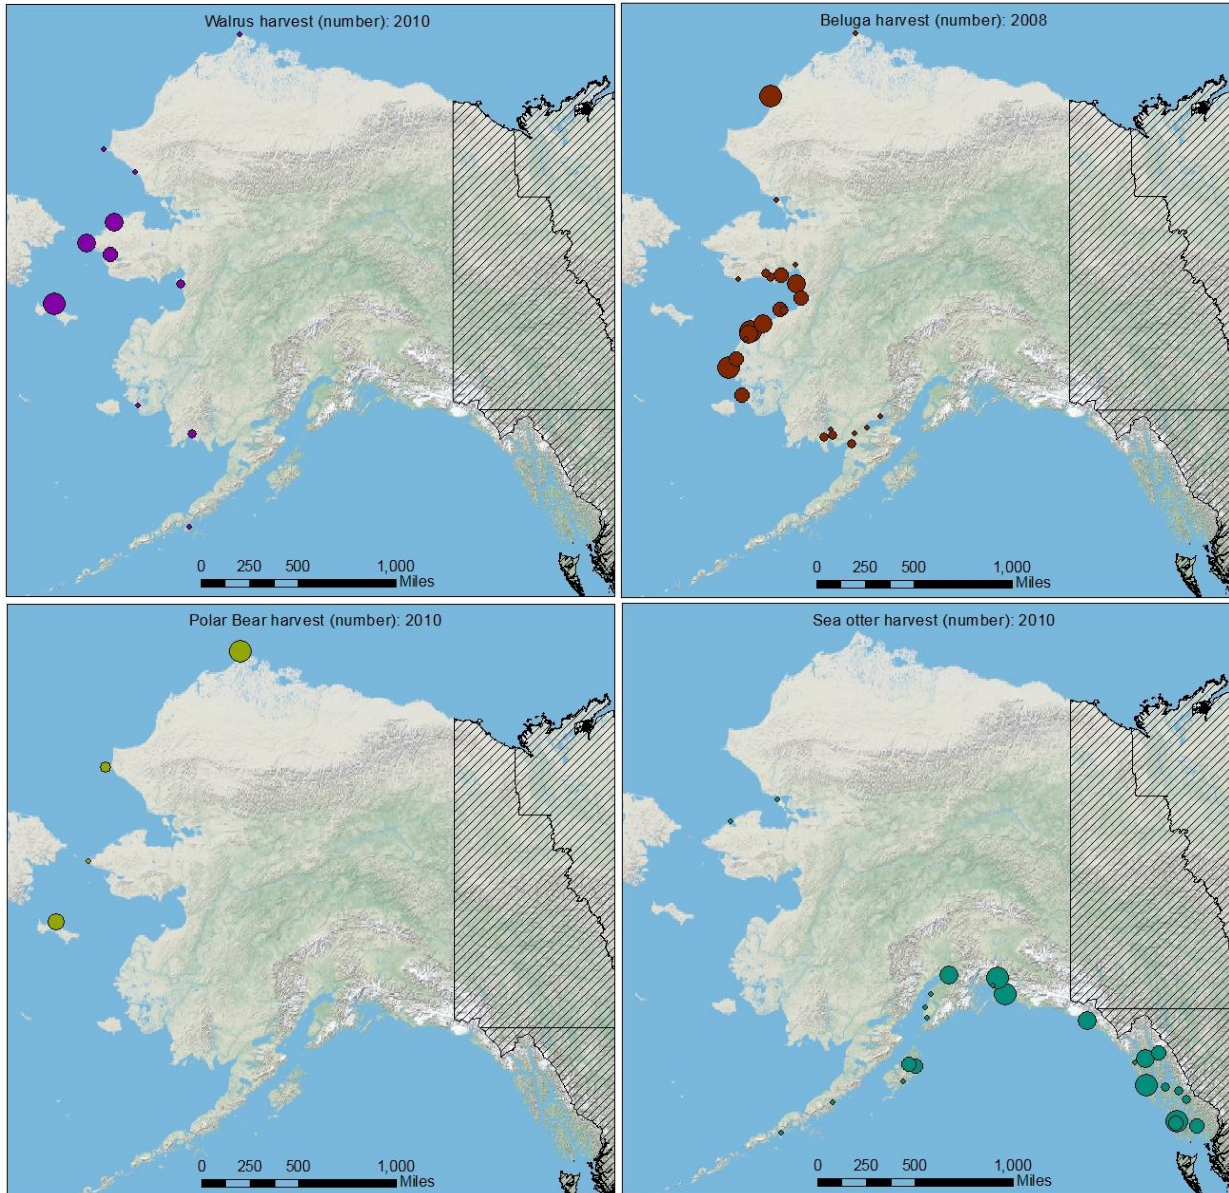 Walrus harvest (number): 2010
0 250 500 1,000
Miles
Beluga harvest (number): 2008
0 250 500 1,000
Miles
Polar Bear harvest (number): 2010
0 250 500 1,000
Miles
Sea otter harvest (number): 2010
0 250 500 1,000
Miles